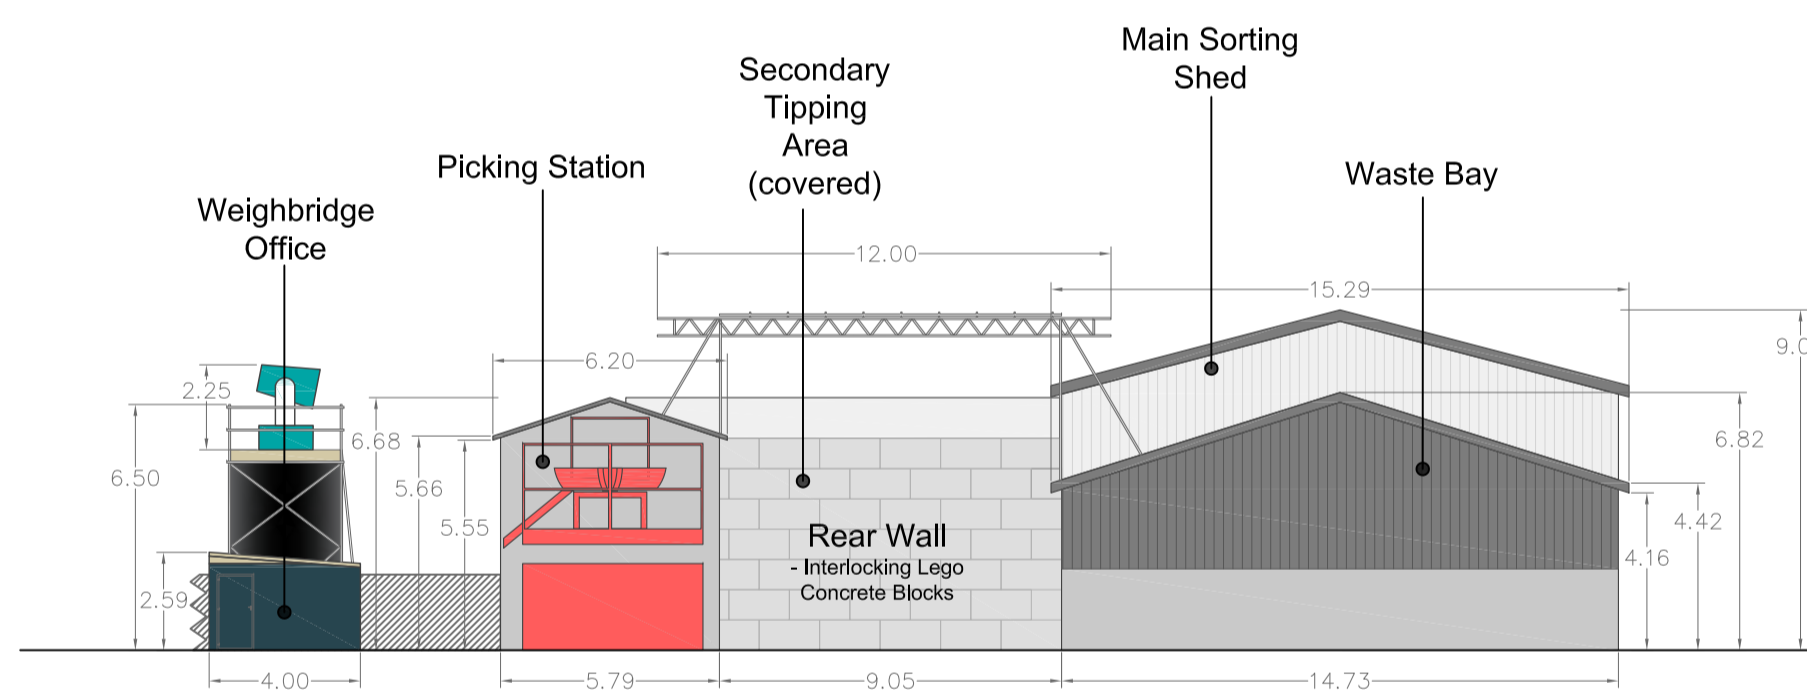 Main Sorting
Shed
Secondary
Tipping
Area
(covered)
Picking Station
Waste Bay
Weighbridge
Office
12.00
15.29
6.20
9.0
2.25
6.68
6.82
6.50
5.66
5.55
4.42
4.16
2.59
Rear Wall
- Interlocking Lego
Concrete Blocks
4.00
5.79
9.05
14.73